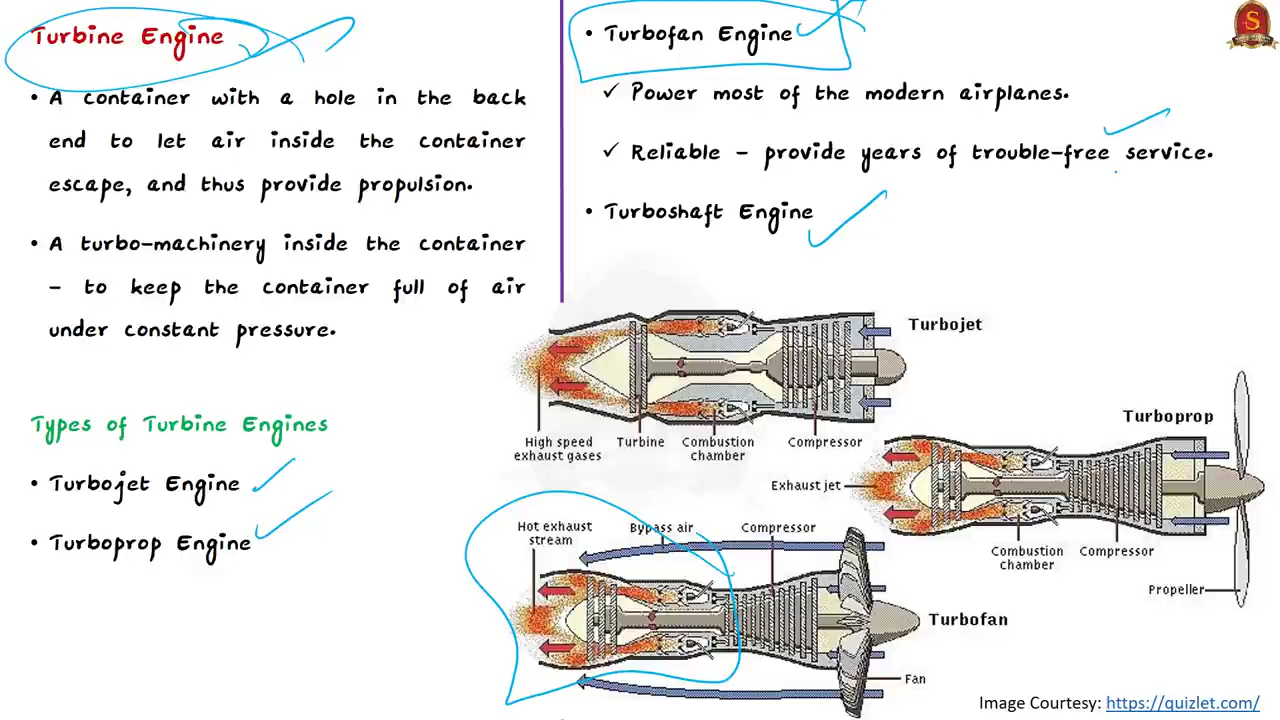 Turbine Engine
• A container with a hole in the back
end to let air inside the container
escape, and thus provide propulsion.
• A turbo-machinery inside the container
– to keep the container full of air
under constant pressure.
Types of Turbine Engines
• Turbojet Engine
• Turboprop Engine
• Turbofan Engine
✓ Power most of the modern airplanes.
✓ Reliable – provide years of trouble-free service.
• Turboshaft Engine
Turbojet
High speed
exhaust gases
Turbine
Combustion
chamber
Compressor
Turboprop
Exhaust jet
Combustion
chamber
Compressor
Propeller
Hot exhaust
stream
Bypass air
Compressor
Turbofan
Fan
Image Courtesy: https://quizlet.com/
S